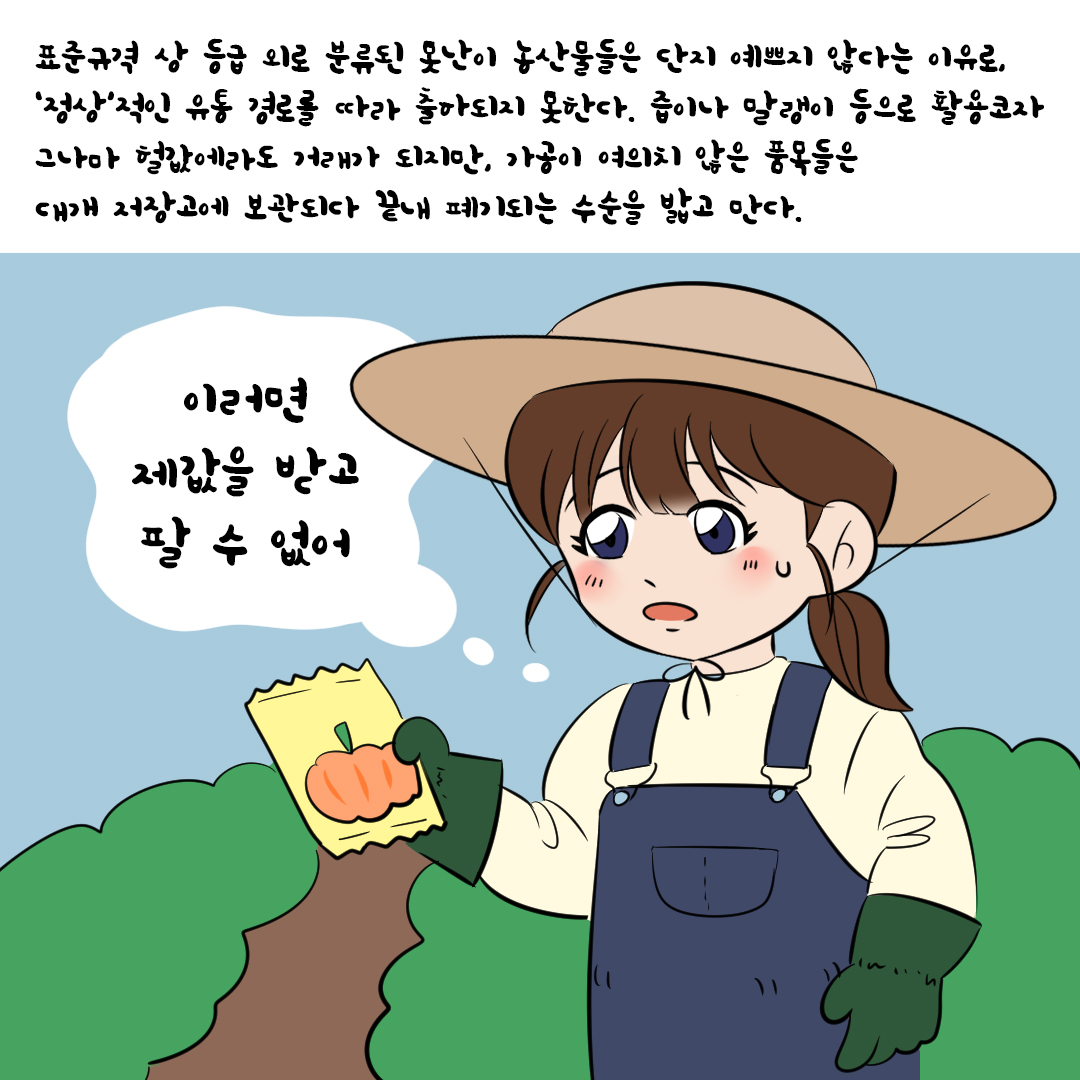 표준규격 상 등급 외로 분류된 못난이 농산물들은 단지 예쁘지 않다는 이유로,
'정상'적인 유통 경로를 따라 출하되지 못한다. 즙이나 말랭이 등으로 활용코자
그나마 헐값에라도 거래가 되지만, 가공이 여의치 않은 품목들은
대개 저장고에 보관되다 끝내 폐기되는 수순을 밟고 만다.
이러면
제값을 받고
팔 수 없어